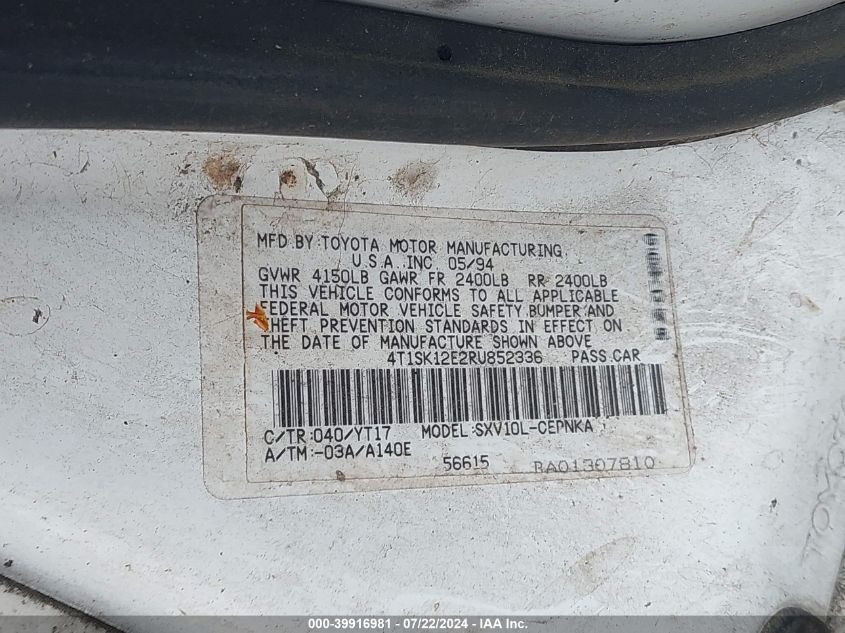 MFD.BY:TOYOTA MOTOR MANUFACTURING
U.S.A.,INC. 05/94
GVWR 4150LB GAWR FR 2400LB RR 2400LB
THIS VEHICLE CONFORMS TO ALL APPLICABLE
FEDERAL MOTOR VEHICLE SAFETY,BUMPER,AND
THEFT PREVENTION STANDARDS IN EFFECT ON
THE DATE OF MANUFACTURE SHOWN ABOVE
4T1SK12E2RU852336 PASS.CAR
C/TR:040/YT17 MODEL:SXV10L-CEPNKA
A/TM:-03A/A140E
56615 RA01307810
TOYO
000-39916981 - 07/22/2024 - IAAI.COM